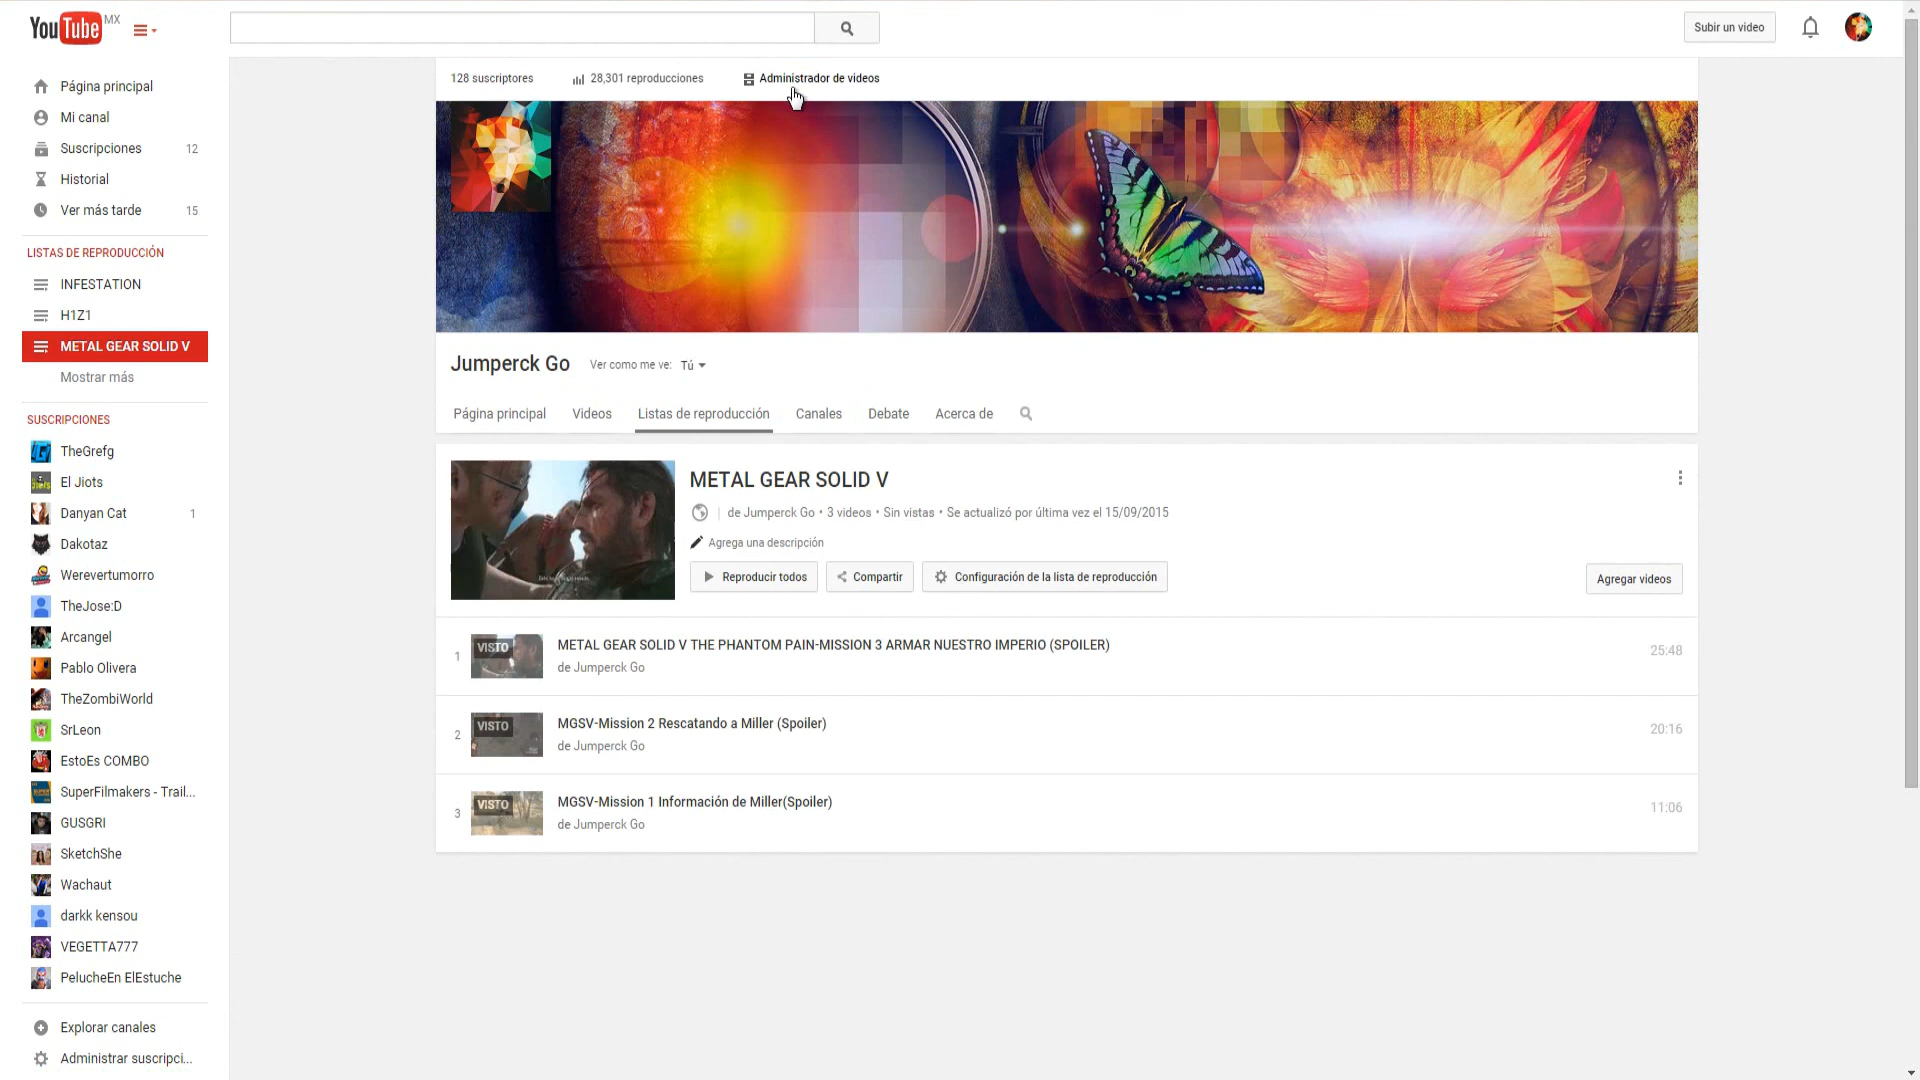 YouTube MX
Subir un video
Página principal
Mi canal
Suscripciones 12
Historial
Ver más tarde 15
LISTAS DE REPRODUCCIÓN
INFESTATION
H1Z1
METAL GEAR SOLID V
Mostrar más
SUSCRIPCIONES
TheGrefg
El Jiots
Danyan Cat 1
Dakotaz
Werevertumorro
TheJose:D
Arcangel
Pablo Olivera
TheZombiWorld
SrLeon
EstoEs COMBO
SuperFilmakers - Trail...
GUSGRI
SketchShe
Wachaut
darkk kensou
VEGETTA777
PelucheEn ElEstuche
Explorar canales
Administrar suscripci...
128 suscriptores 28,301 reproducciones Administrador de videos
Jumperck Go Ver como me ve: Tú
Página principal Videos Listas de reproducción Canales Debate Acerca de
METAL GEAR SOLID V
de Jumperck Go • 3 videos • Sin vistas • Se actualizó por última vez el 15/09/2015
Agrega una descripción
Reproducir todos Compartir Configuración de la lista de reproducción Agregar videos
1 VISTO METAL GEAR SOLID V THE PHANTOM PAIN-MISSION 3 ARMAR NUESTRO IMPERIO (SPOILER) 25:48
de Jumperck Go
2 VISTO MGSV-Mission 2 Rescatando a Miller (Spoiler) 20:16
de Jumperck Go
3 VISTO MGSV-Mission 1 Información de Miller(Spoiler) 11:06
de Jumperck Go